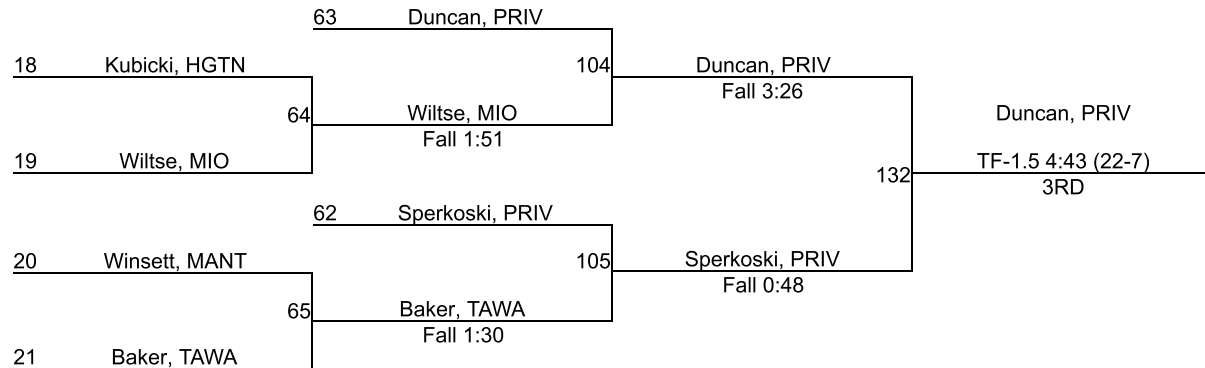 63 Duncan, PRIV
18 Kubicki, HGTN
104 Duncan, PRIV
Fall 3:26
64 Wiltse, MIO
Fall 1:51
Duncan, PRIV
19 Wiltse, MIO
TF-1.5 4:43 (22-7)
132
3RD
62 Sperkoski, PRIV
20 Winsett, MANT
105 Sperkoski, PRIV
Fall 0:48
65 Baker, TAWA
Fall 1:30
21 Baker, TAWA